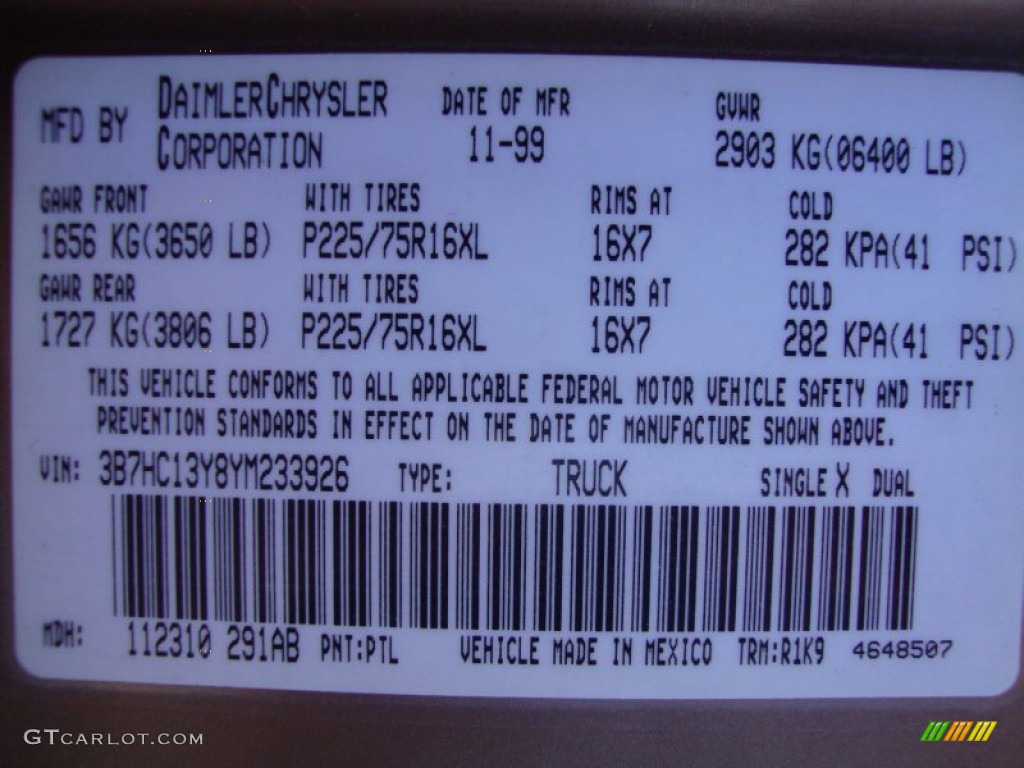 MFD BY DAIMLERCHRYSLER CORPORATION DATE OF MFR GVWR
11-99 2903 KG(06400 LB)
GAWR FRONT WITH TIRES RIMS AT COLD
1656 KG(3650 LB) P225/75R16XL 16X7 282 KPA(41 PSI)
GAWR REAR WITH TIRES RIMS AT COLD
1727 KG(3806 LB) P225/75R16XL 16X7 282 KPA(41 PSI)
THIS VEHICLE CONFORMS TO ALL APPLICABLE FEDERAL MOTOR VEHICLE SAFETY AND THEFT
PREVENTION STANDARDS IN EFFECT ON THE DATE OF MANUFACTURE SHOWN ABOVE.
VIN: 3B7HC13Y8YM233926 TYPE: TRUCK SINGLE X DUAL
MDH: 112310 291AB PNT:PTL VEHICLE MADE IN MEXICO TRM:R1K9 4648507
GTCARLOT.COM